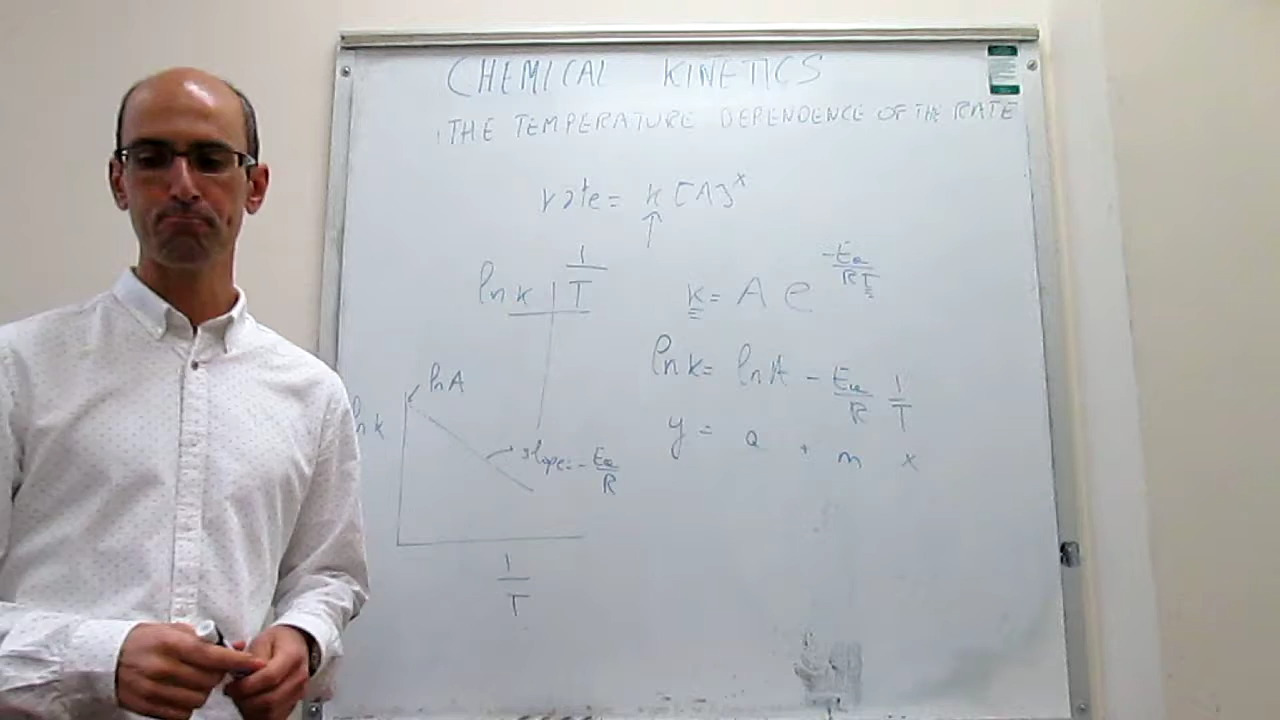 CHEMICAL KINETICS
THE TEMPERATURE DEPENDENCE OF THE RATE
rate = k [A]^x
↑
ln k | 1/T
k = A e^(-Ea/RT)
ln k = ln A - Ea/R 1/T
y = a + m x
ln A
ln k
slope = - Ea/R
1/T